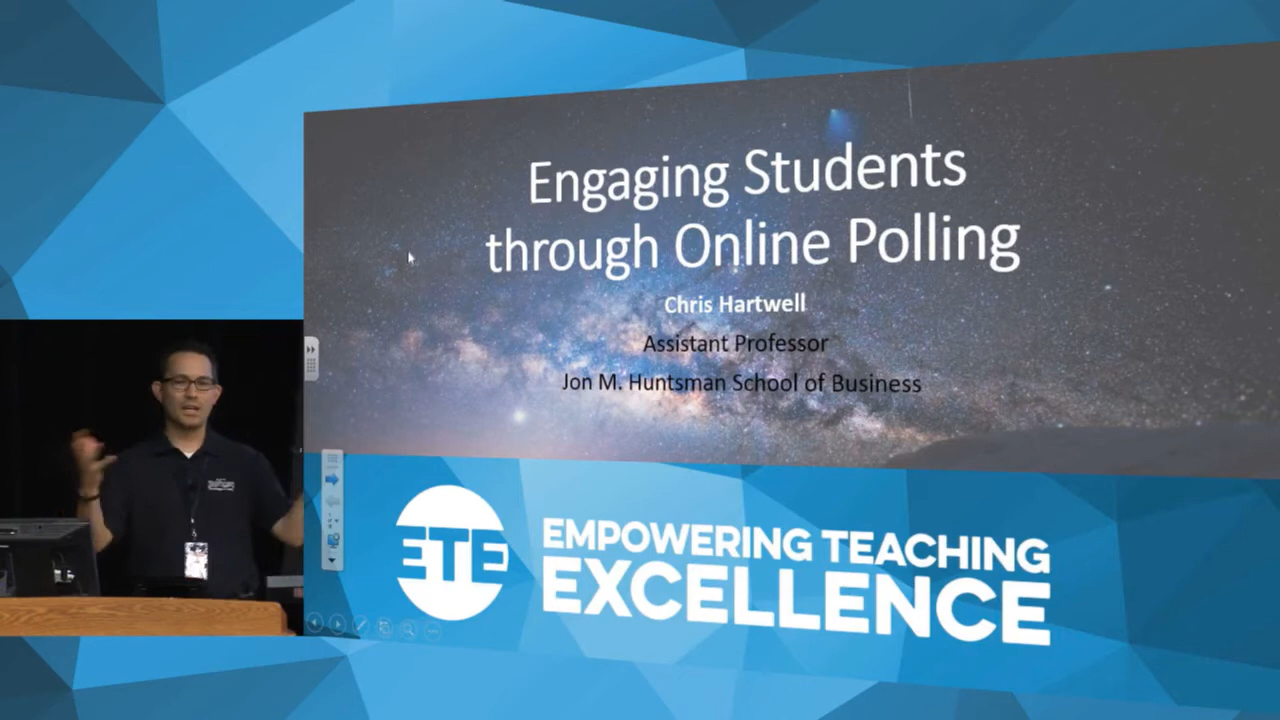 Engaging Students
through Online Polling
Chris Hartwell
Assistant Professor
Jon M. Huntsman School of Business
ETE
EMPOWERING TEACHING
EXCELLENCE